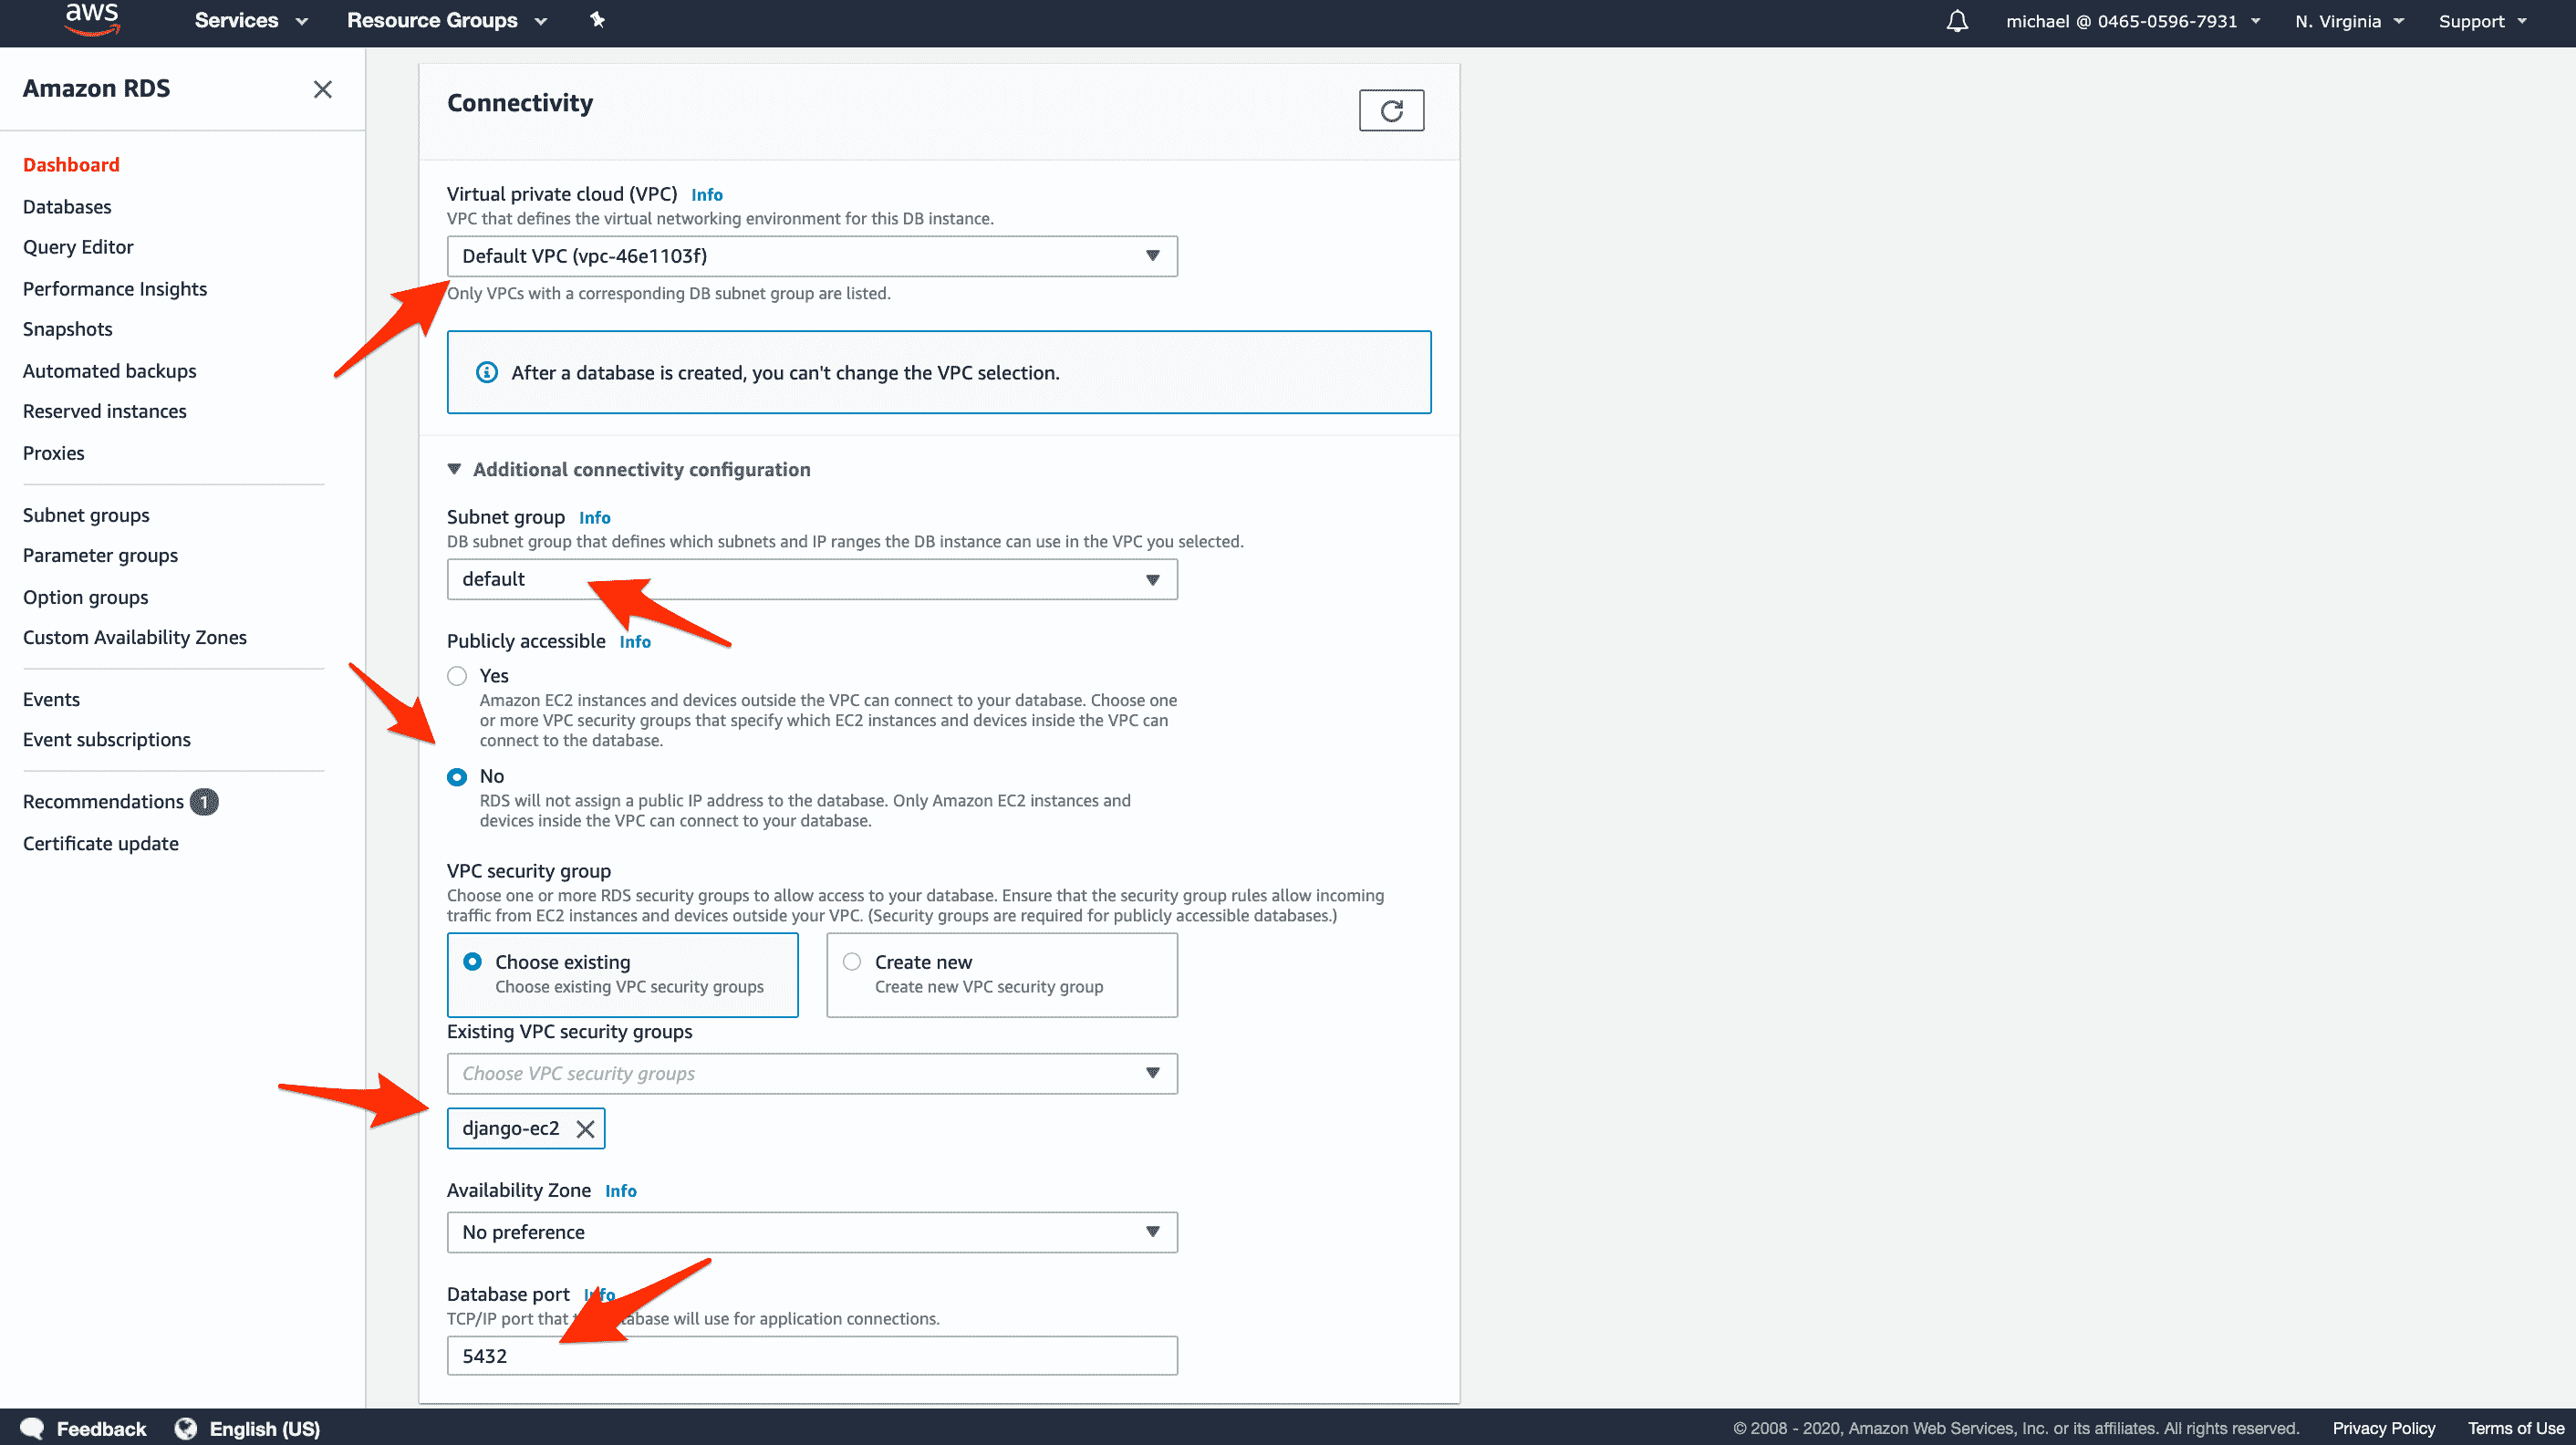 aws
Services
Resource Groups
michael @ 0465-0596-7931
N. Virginia
Support
Amazon RDS
Dashboard
Databases
Query Editor
Performance Insights
Snapshots
Automated backups
Reserved instances
Proxies
Subnet groups
Parameter groups
Option groups
Custom Availability Zones
Events
Event subscriptions
Recommendations 1
Certificate update
Connectivity
Virtual private cloud (VPC) Info
VPC that defines the virtual networking environment for this DB instance.
Default VPC (vpc-46e1103f)
Only VPCs with a corresponding DB subnet group are listed.
After a database is created, you can't change the VPC selection.
Additional connectivity configuration
Subnet group Info
DB subnet group that defines which subnets and IP ranges the DB instance can use in the VPC you selected.
default
Publicly accessible Info
Yes
Amazon EC2 instances and devices outside the VPC can connect to your database. Choose one
or more VPC security groups that specify which EC2 instances and devices inside the VPC can
connect to the database.
No
RDS will not assign a public IP address to the database. Only Amazon EC2 instances and
devices inside the VPC can connect to your database.
VPC security group
Choose one or more RDS security groups to allow access to your database. Ensure that the security group rules allow incoming
traffic from EC2 instances and devices outside your VPC. (Security groups are required for publicly accessible databases.)
Choose existing
Choose existing VPC security groups
Create new
Create new VPC security group
Existing VPC security groups
Choose VPC security groups
django-ec2
Availability Zone Info
No preference
Database port Info
TCP/IP port that the database will use for application connections.
5432
Feedback
English (US)
© 2008 - 2020, Amazon Web Services, Inc. or its affiliates. All rights reserved.
Privacy Policy
Terms of Use